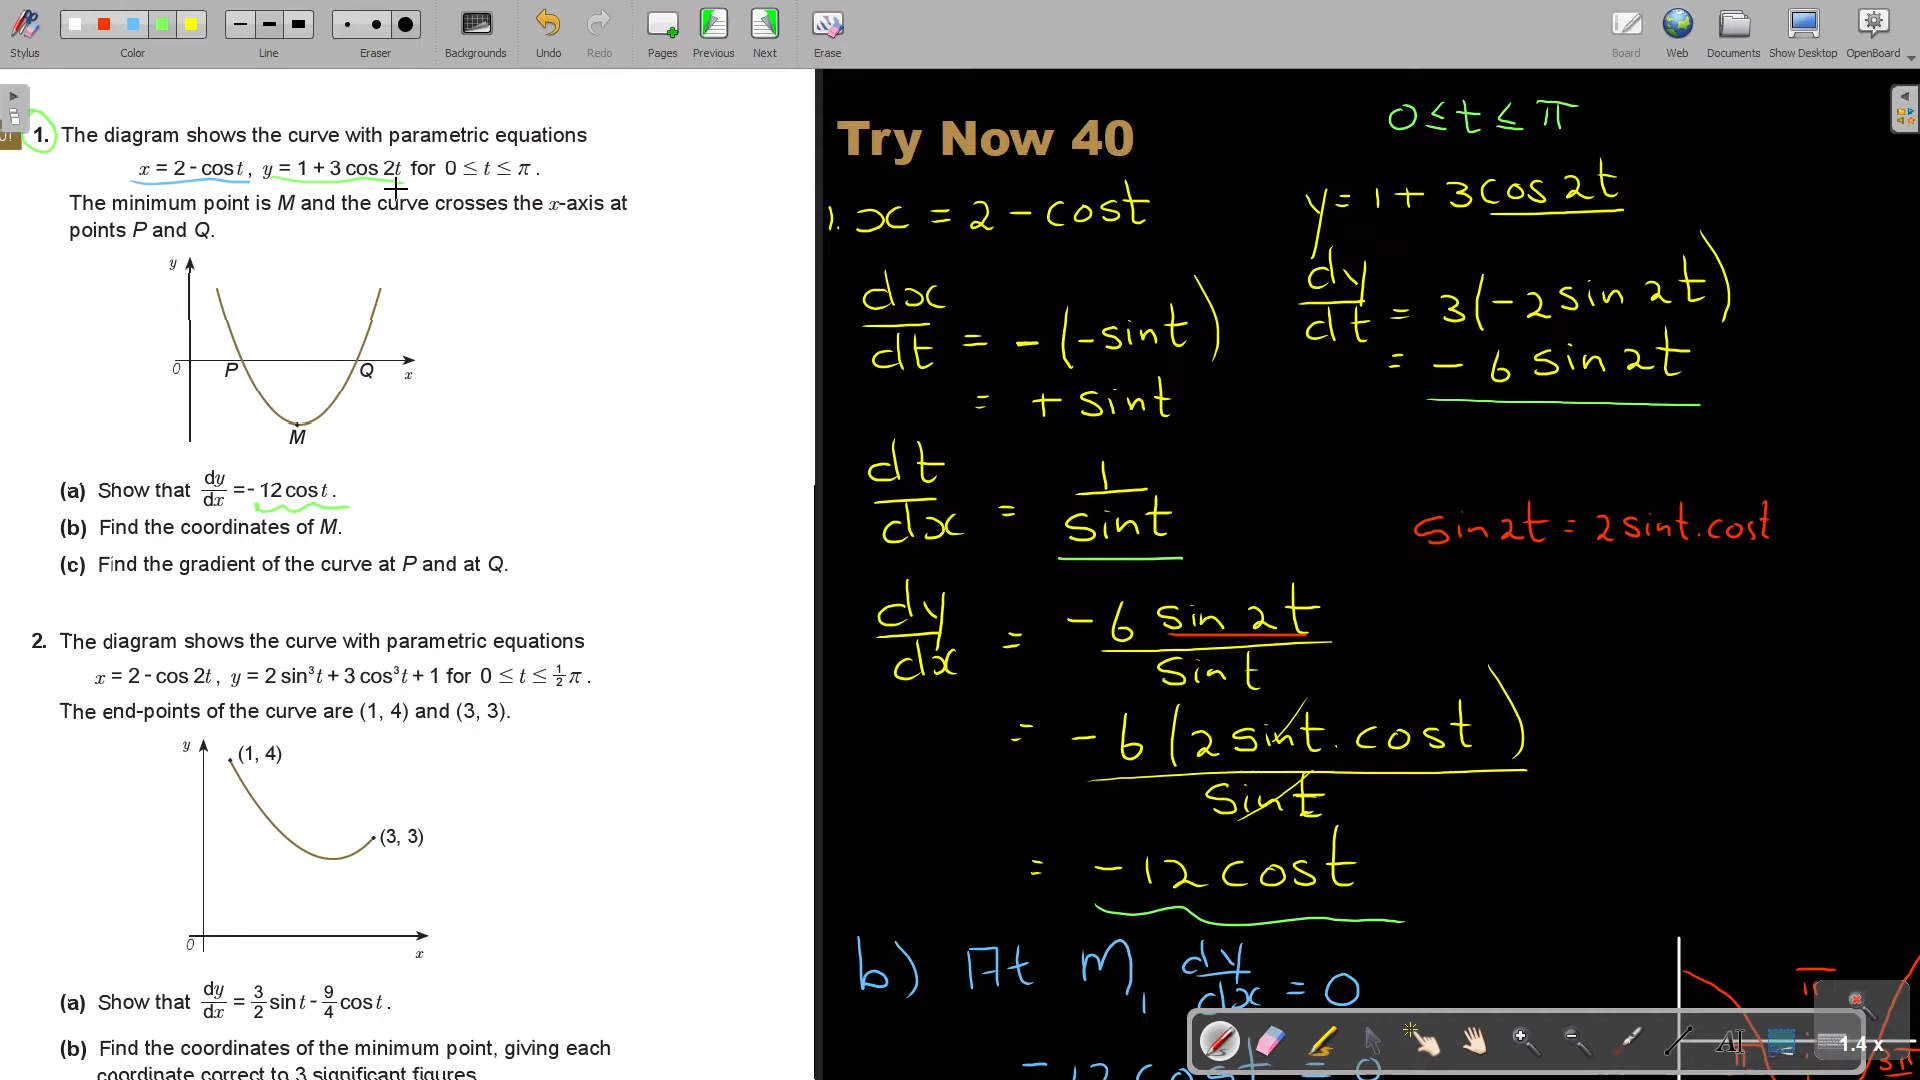 Stylus Color Line Eraser Backgrounds Undo Redo Pages Previous Next Erase Board Web Documents Show Desktop OpenBoard
1. The diagram shows the curve with parametric equations
x = 2 - cos t, y = 1 + 3 cos 2t for 0 ≤ t ≤ π.
The minimum point is M and the curve crosses the x-axis at
points P and Q.
y
0 P Q x
M
(a) Show that dy/dx = - 12 cos t.
(b) Find the coordinates of M.
(c) Find the gradient of the curve at P and at Q.
2. The diagram shows the curve with parametric equations
x = 2 - cos 2t, y = 2 sin³t + 3 cos³t + 1 for 0 ≤ t ≤ ½π.
The end-points of the curve are (1, 4) and (3, 3).
y
(1, 4)
(3, 3)
0
x
(a) Show that dy/dx = 3/2 sin t - 9/4 cos t.
(b) Find the coordinates of the minimum point, giving each
coordinate correct to 3 significant figures
Try Now 40
0 ≤ t ≤ π
1. x = 2 - cos t
y = 1 + 3 cos 2t
dx/dt = - (-sin t)
= + sin t
dy/dt = 3(-2 sin 2t)
= - 6 sin 2t
dt/dx = 1/sin t
sin 2t = 2 sin t . cos t
dy/dx = - 6 sin 2t / sin t
= - 6 (2 sin t . cos t) / sin t
= - 12 cos t
b) At M, dy/dx = 0
- 12 cos t = 0
π
1.4 x